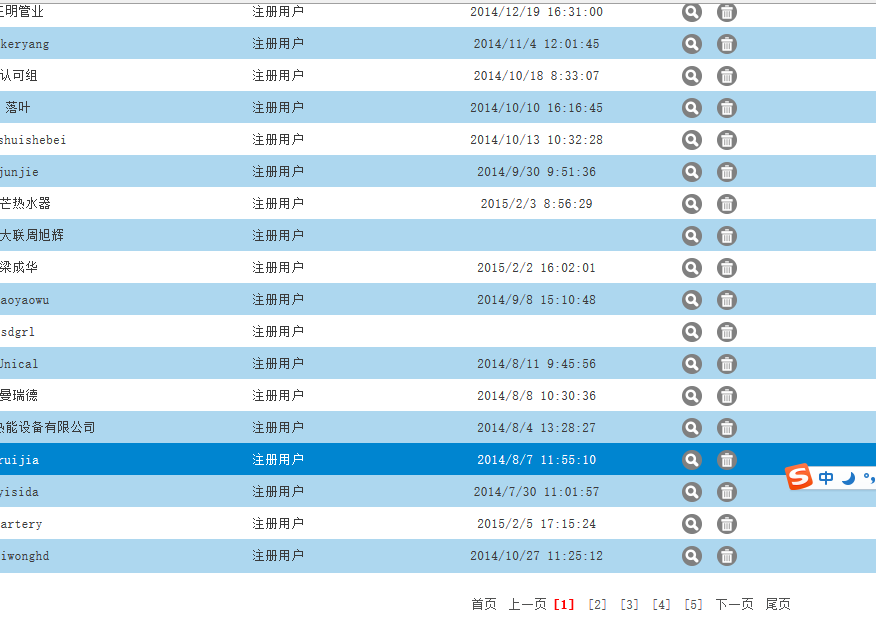 王明管业 注册用户 2014/12/19 16:31:00
keryang 注册用户 2014/11/4 12:01:45
认可组 注册用户 2014/10/18 8:33:07
落叶 注册用户 2014/10/10 16:16:45
shuishebei 注册用户 2014/10/13 10:32:28
junjie 注册用户 2014/9/30 9:51:36
芒热水器 注册用户 2015/2/3 8:56:29
大联周旭辉 注册用户
梁成华 注册用户 2015/2/2 16:02:01
aoyaowu 注册用户 2014/9/8 15:10:48
sdgrl 注册用户
Unical 注册用户 2014/8/11 9:45:56
曼瑞德 注册用户 2014/8/8 10:30:36
热能设备有限公司 注册用户 2014/8/4 13:28:27
ruijia 注册用户 2014/8/7 11:55:10
yisida 注册用户 2014/7/30 11:01:57
artery 注册用户 2015/2/5 17:15:24
iwonghd 注册用户 2014/10/27 11:25:12
S 中
首页 上一页 [1] [2] [3] [4] [5] 下一页 尾页